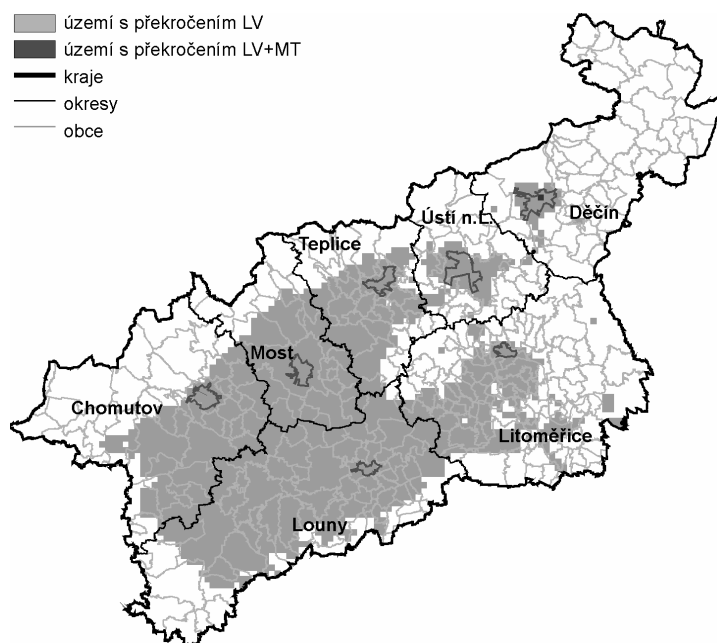 území s překročením LV
území s překročením LV+MT
kraje
okresy
obce
Ústí n.L.
Děčín
Teplice
Most
Chomutov
Litoměřice
Louny